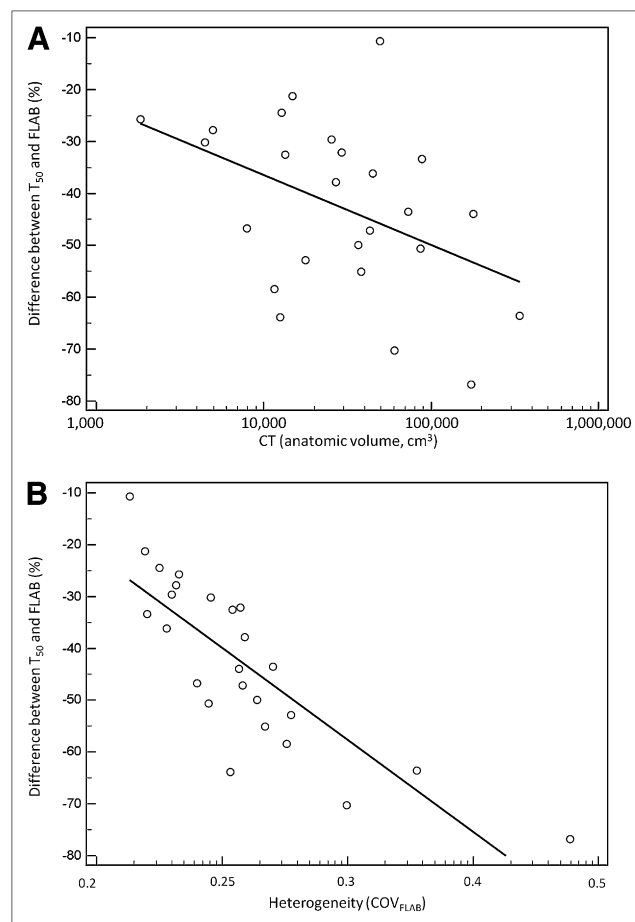 A
-10
-20
-30
-40
-50
-60
-70
-80
Difference between T50 and FLAB (%)
1,000 10,000 100,000 1,000,000
CT (anatomic volume, cm3)
B
-10
-20
-30
-40
-50
-60
-70
-80
Difference between T50 and FLAB (%)
0.2 0.25 0.3 0.4 0.5
Heterogeneity (COVFLAB)